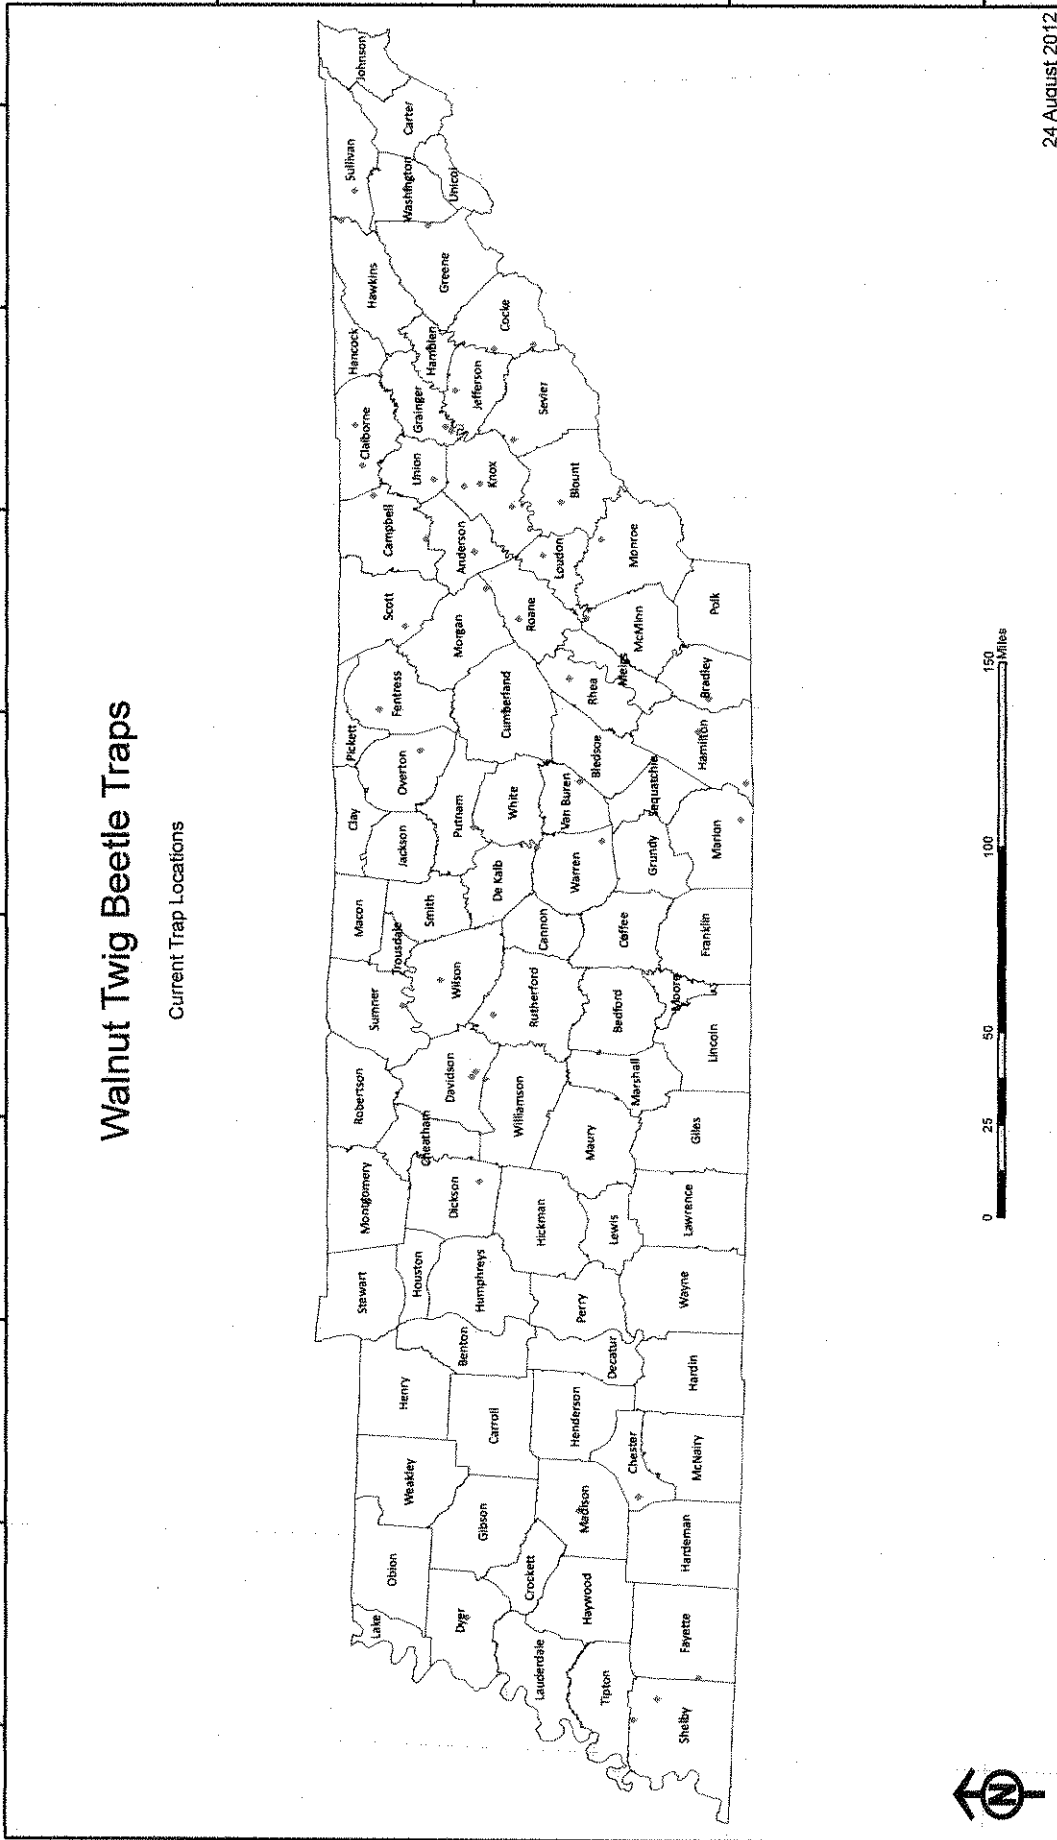 Walnut Twig Beetle Traps
Current Trap Locations
Lake
Obion
Weakley
Henry
Stewart
Montgomery
Robertson
Sumner
Macon
Trousdale
Clay
Pickett
Jackson
Overton
Fentress
Scott
Campbell
Claiborne
Hancock
Hawkins
Sullivan
Johnson
Carter
Washington
Unicoi
Greene
Hamblen
Grainger
Union
Anderson
Morgan
Putnam
Smith
Wilson
Davidson
Cheatham
Dickson
Houston
Humphreys
Benton
Carroll
Gibson
Dyer
Crockett
Lauderdale
Haywood
Madison
Henderson
Decatur
Perry
Hickman
Lewis
Maury
Williamson
Rutherford
Cannon
De Kalb
White
Cumberland
Van Buren
Warren
Bledsoe
Rhea
Roane
Loudon
Knox
Jefferson
Cocke
Sevier
Blount
Monroe
McMinn
Meigs
Polk
Bradley
Hamilton
Sequatchie
Grundy
Marion
Coffee
Franklin
Bedford
Moore
Lincoln
Marshall
Giles
Lawrence
Wayne
Hardin
Chester
McNairy
Hardeman
Fayette
Tipton
Shelby
N
0 25 50 100 150
Miles
24 August 2012